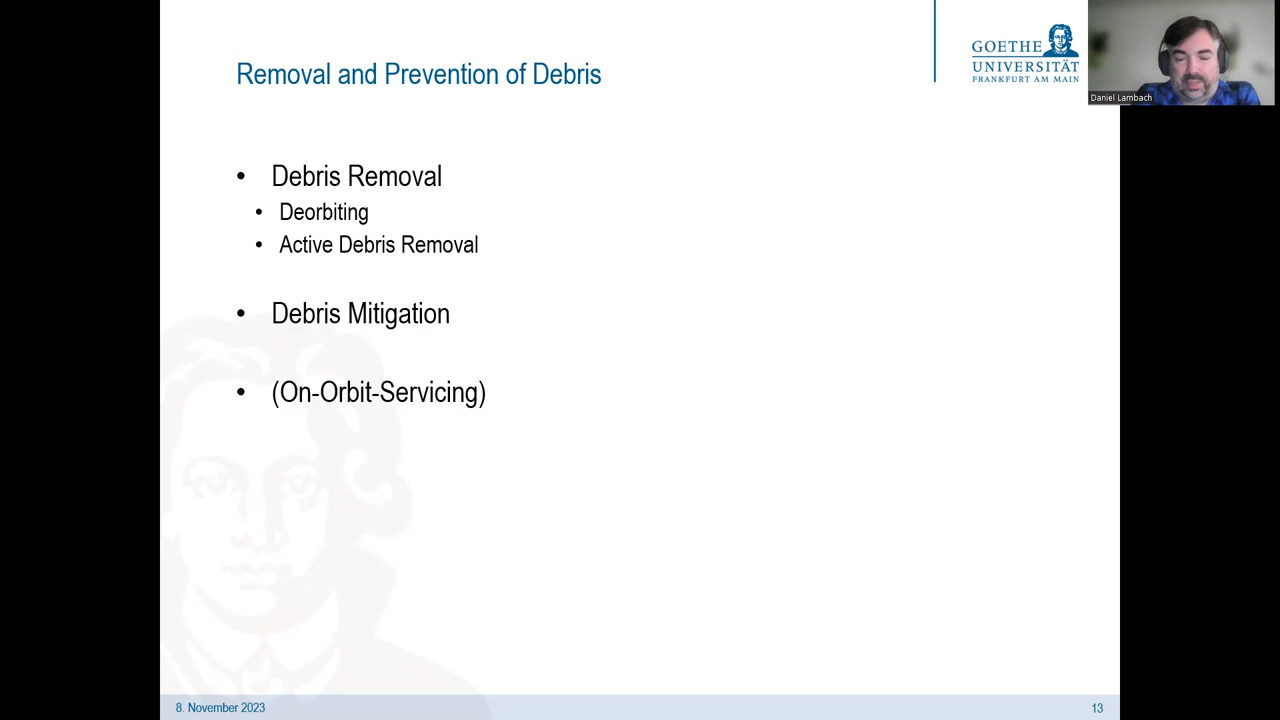 Removal and Prevention of Debris
GOETHE
UNIVERSITÄT
FRANKFURT AM MAIN
Daniel Lambach
• Debris Removal
• Deorbiting
• Active Debris Removal
• Debris Mitigation
• (On-Orbit-Servicing)
8. November 2023
13